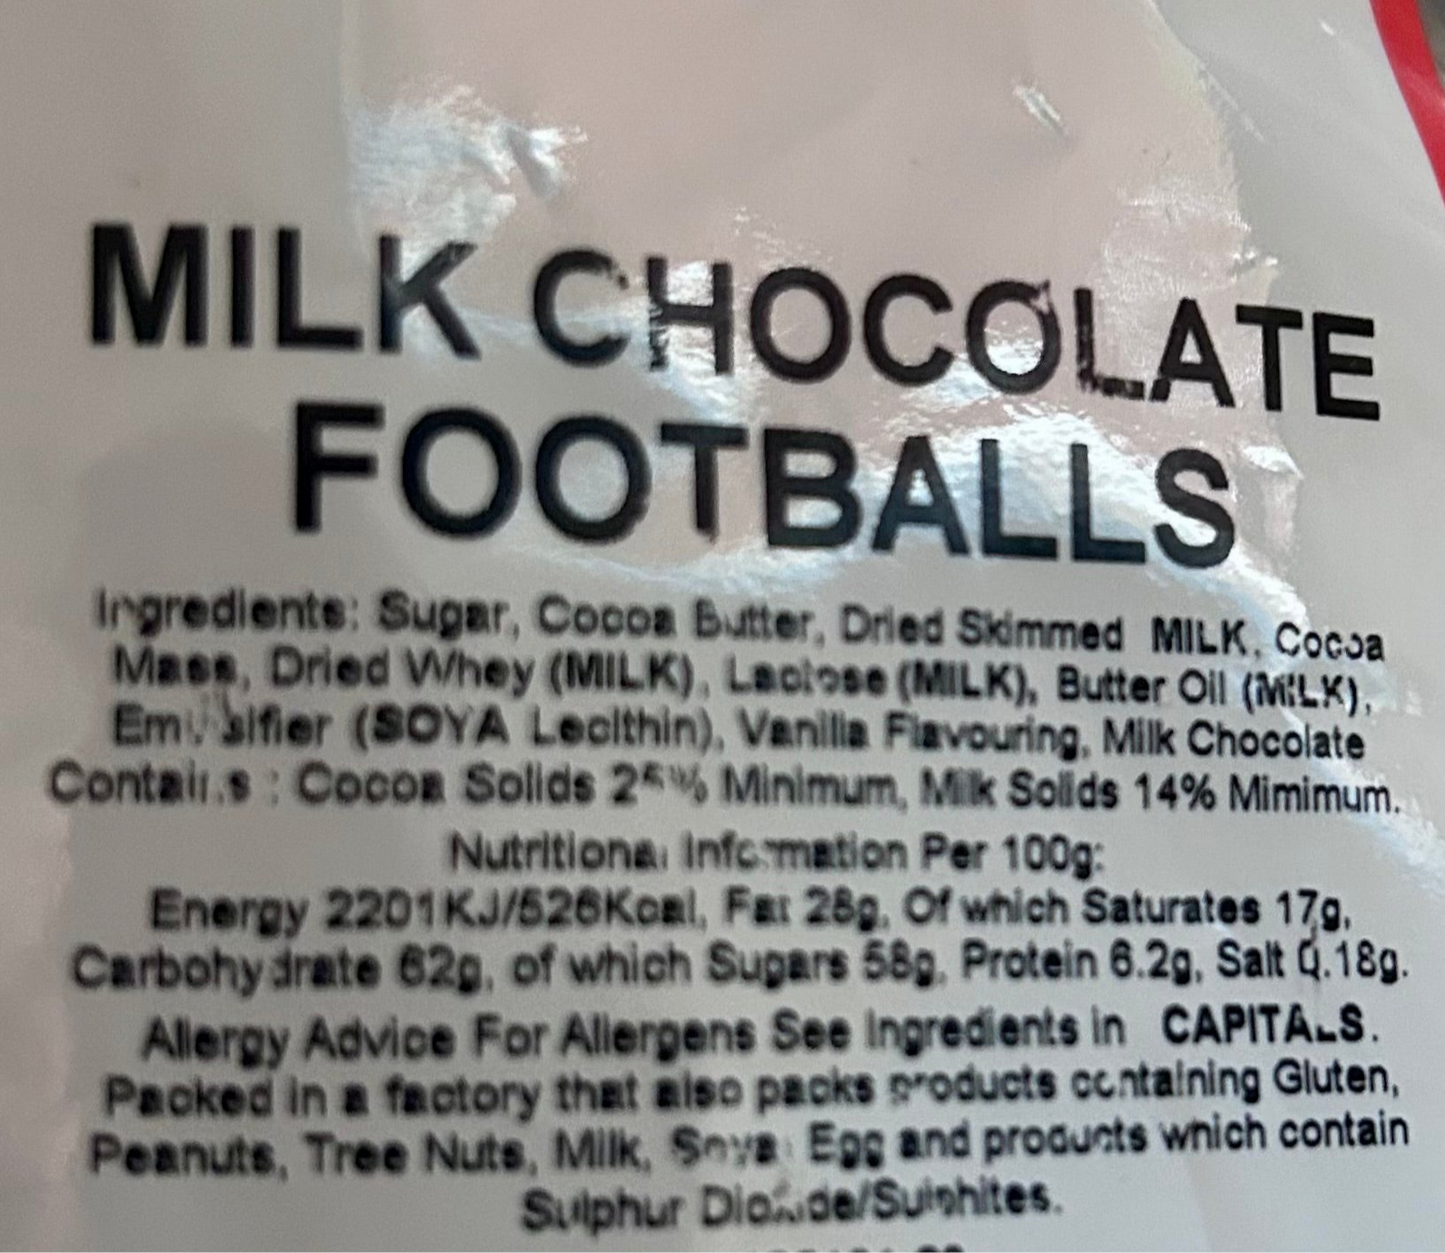 MILK CHOCOLATE
FOOTBALLS
Ingredients: Sugar, Cocoa Butter, Dried Skimmed MILK, Cocoa
Mass, Dried Whey (MILK), Lactose (MILK), Butter Oil (MILK),
Emulsifier (SOYA Lecithin), Vanilla Flavouring, Milk Chocolate
Contains : Cocoa Solids Minimum, Milk Solids 14% Mimimum.
Nutritional Information Per 100g:
Energy 2201KJ/526Kcal, Fat 28g, Of which Saturates 17g,
Carbohydrate 62g, of which Sugars 58g, Protein 6.2g, Salt 0.18g.
Allergy Advice For Allergens See Ingredients in CAPITALS.
Packed in a factory that also packs products containing Gluten,
Peanuts, Tree Nuts, Milk, Soya, Egg and products which contain
Sulphur Dioxide/Sulphites.